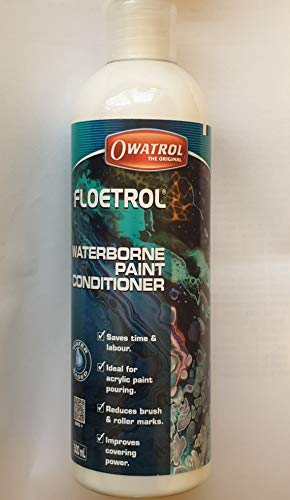 OWATROL
THE ORIGINAL
FLOETROL®
WATERBORNE
PAINT
CONDITIONER
Saves time &
labour.
Ideal for
acrylic paint
pouring.
Reduces brush
& roller marks.
Improves
covering
power.
500 mL